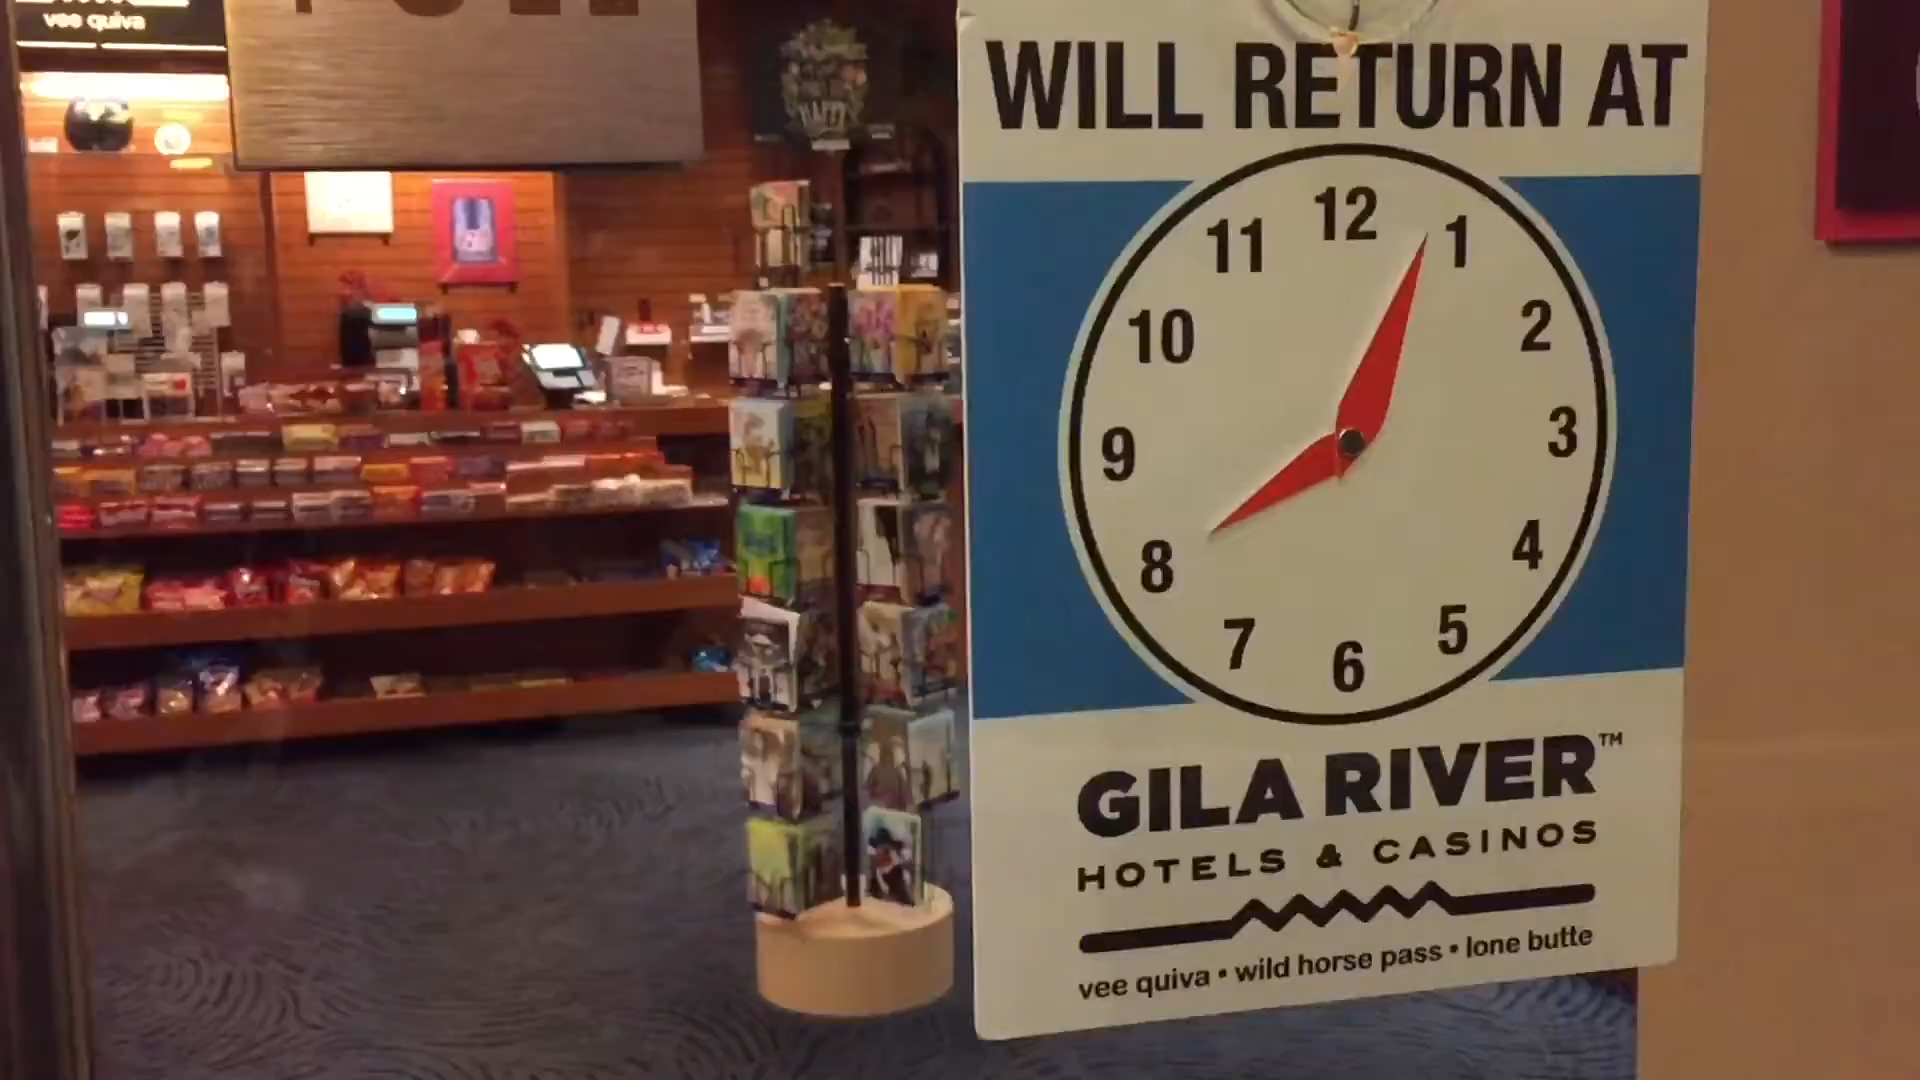 vee quiva
WILL RETURN AT
12
1
2
3
4
5
6
7
8
9
10
11
GILA RIVER™
HOTELS & CASINOS
vee quiva • wild horse pass • lone butte